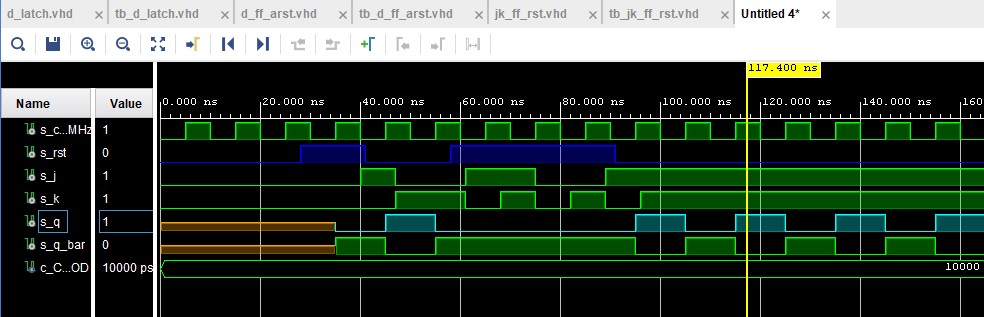 d_latch.vhd tb_d_latch.vhd d_ff_arst.vhd tb_d_ff_arst.vhd jk_ff_rst.vhd tb_jk_ff_rst.vhd Untitled 4*
117.400 ns
Name Value 0.000 ns 20.000 ns 40.000 ns 60.000 ns 80.000 ns 100.000 ns 120.000 ns 140.000 ns 160
s_c...MHz 1
s_rst 0
s_j 1
s_k 1
s_q 1
s_q_bar 0
c_C...OD 10000 ps 10000